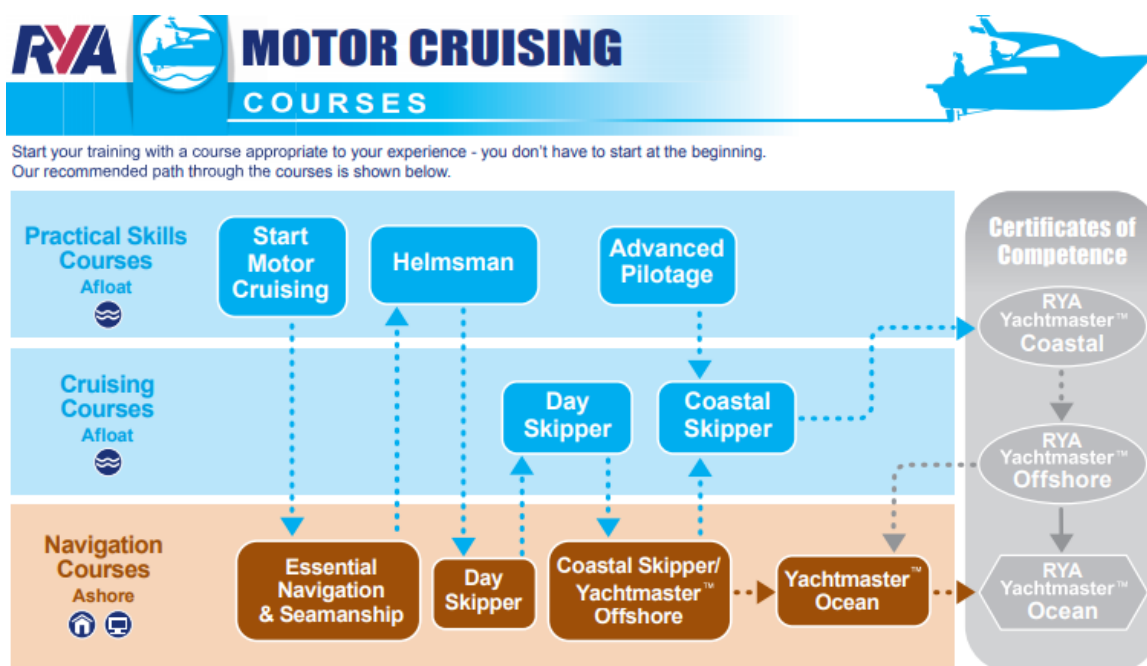 RYA
MOTOR CRUISING
COURSES
Start your training with a course appropriate to your experience - you don't have to start at the beginning.
Our recommended path through the courses is shown below.
Practical Skills
Courses
Afloat
Start
Motor
Cruising
Helmsman
Advanced
Pilotage
Certificates of
Competence
RYA
Yachtmaster™
Coastal
Cruising
Courses
Afloat
Day
Skipper
Coastal
Skipper
RYA
Yachtmaster™
Offshore
Navigation
Courses
Ashore
Essential
Navigation
& Seamanship
Day
Skipper
Coastal Skipper/
Yachtmaster™
Offshore
Yachtmaster™
Ocean
RYA
Yachtmaster™
Ocean